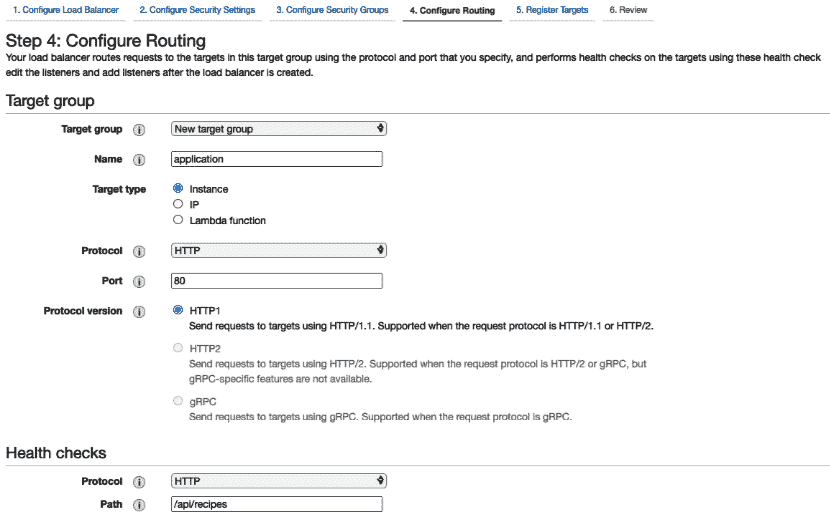 1. Configure Load Balancer 2. Configure Security Settings 3. Configure Security Groups 4. Configure Routing 5. Register Targets 6. Review
Step 4: Configure Routing
Your load balancer routes requests to the targets in this target group using the protocol and port that you specify, and performs health checks on the targets using these health check
edit the listeners and add listeners after the load balancer is created.
Target group
Target group i New target group
Name i application
Target type Instance
IP
Lambda function
Protocol i HTTP
Port i 80
Protocol version i HTTP1
Send requests to targets using HTTP/1.1. Supported when the request protocol is HTTP/1.1 or HTTP/2.
HTTP2
Send requests to targets using HTTP/2. Supported when the request protocol is HTTP/2 or gRPC, but
gRPC-specific features are not available.
gRPC
Send requests to targets using gRPC. Supported when the request protocol is gRPC.
Health checks
Protocol i HTTP
Path i /api/recipes